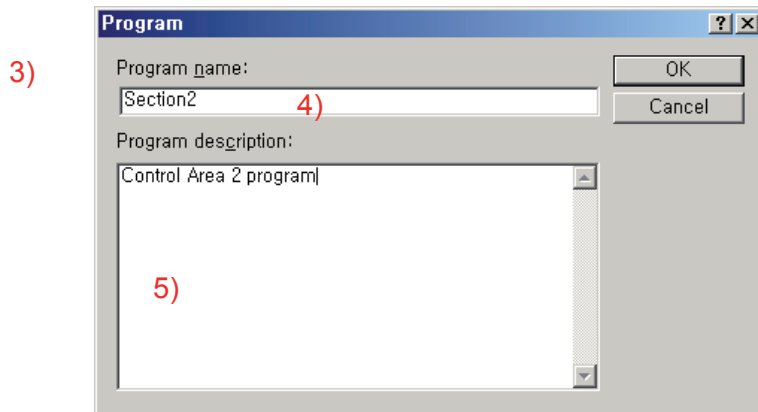 Program
3)
Program name:
OK
Section2
4)
Cancel
Program description:
Control Area 2 program
5)